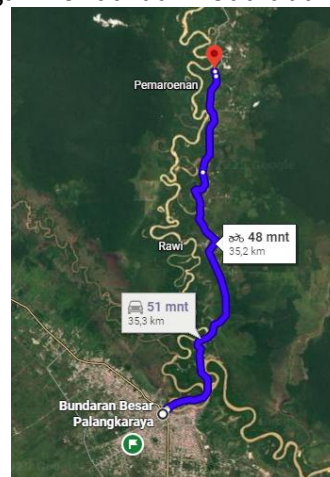 Pemaroenan
48 mnt
35,2 km
Rawi
51 mnt
35,3 km
Bundaran Besar
Palangkaraya